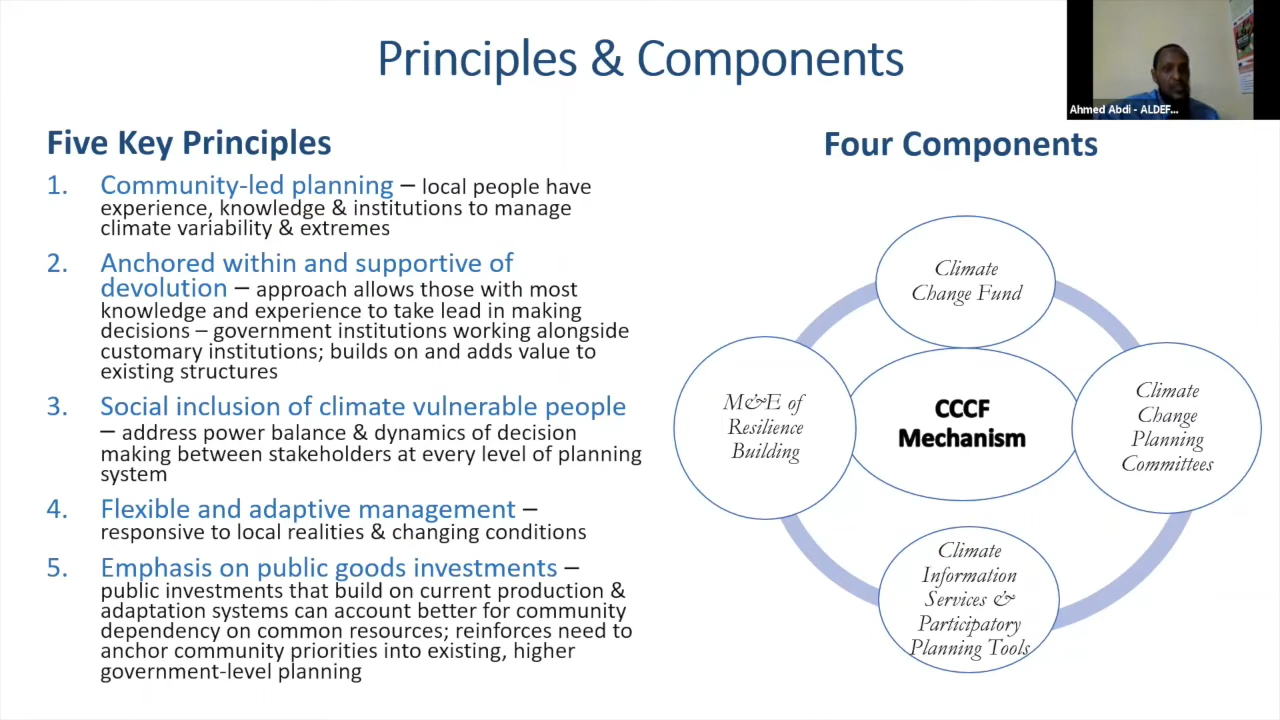 Principles & Components
Ahmed Abdi - ALDEF...
Five Key Principles
1. Community-led planning – local people have
experience, knowledge & institutions to manage
climate variability & extremes
2. Anchored within and supportive of
devolution – approach allows those with most
knowledge and experience to take lead in making
decisions – government institutions working alongside
customary institutions; builds on and adds value to
existing structures
3. Social inclusion of climate vulnerable people
– address power balance & dynamics of decision
making between stakeholders at every level of planning
system
4. Flexible and adaptive management –
responsive to local realities & changing conditions
5. Emphasis on public goods investments –
public investments that build on current production &
adaptation systems can account better for community
dependency on common resources; reinforces need to
anchor community priorities into existing, higher
government-level planning
Four Components
Climate
Change Fund
M&E of
Resilience
Building
CCCF
Mechanism
Climate
Change
Planning
Committees
Climate
Information
Services &
Participatory
Planning Tools